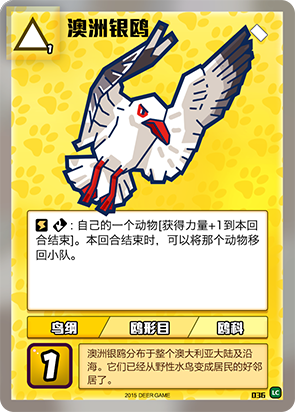 澳洲银鸥
1
：自己的一个动物[获得力量+1到本回
合结束]。本回合结束时，可以将那个动物移
回小队。
鸟纲 鸥形目 鸥科
1
澳洲银鸥分布于整个澳大利亚大陆及沿
海。它们已经从野性水鸟变成居民的好邻
居了。
2015 DEER GAME
036 LC